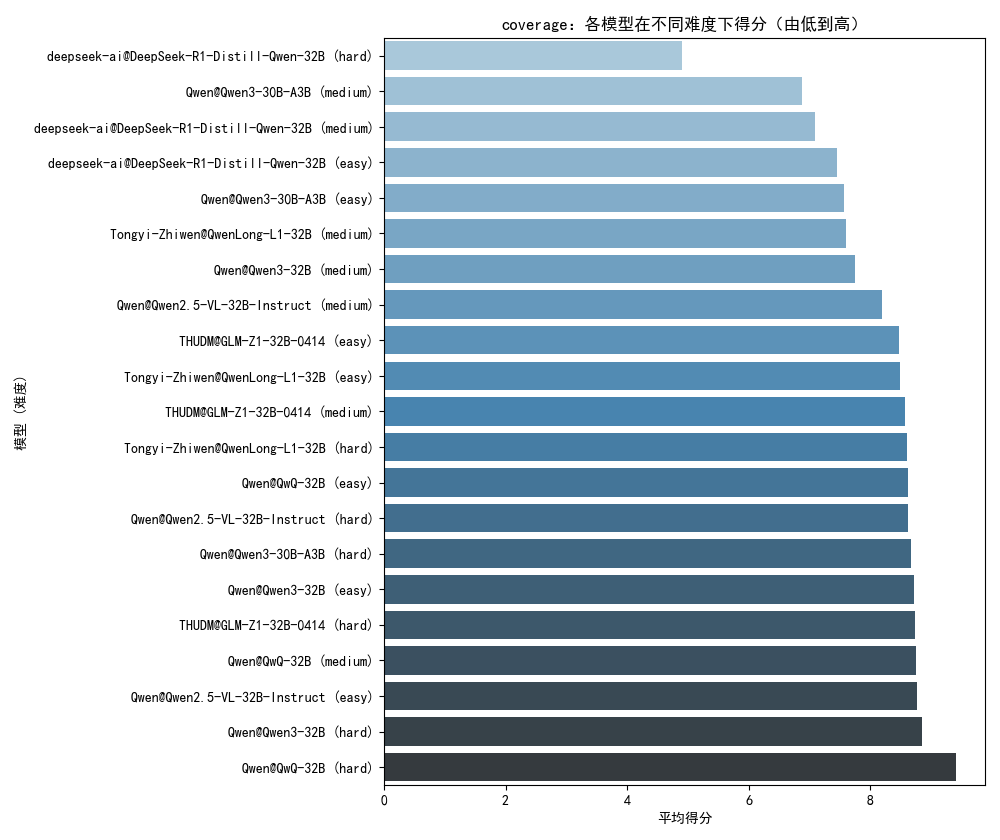 coverage: 各模型在不同难度下得分（由低到高）
deepseek-ai@DeepSeek-R1-Distill-Qwen-32B (hard)
Qwen@Qwen3-30B-A3B (medium)
deepseek-ai@DeepSeek-R1-Distill-Qwen-32B (medium)
deepseek-ai@DeepSeek-R1-Distill-Qwen-32B (easy)
Qwen@Qwen3-30B-A3B (easy)
Tongyi-Zhiwen@QwenLong-L1-32B (medium)
Qwen@Qwen3-32B (medium)
Qwen@Qwen2.5-VL-32B-Instruct (medium)
THUDM@GLM-Z1-32B-0414 (easy)
Tongyi-Zhiwen@QwenLong-L1-32B (easy)
THUDM@GLM-Z1-32B-0414 (medium)
Tongyi-Zhiwen@QwenLong-L1-32B (hard)
Qwen@QwQ-32B (easy)
Qwen@Qwen2.5-VL-32B-Instruct (hard)
Qwen@Qwen3-30B-A3B (hard)
Qwen@Qwen3-32B (easy)
THUDM@GLM-Z1-32B-0414 (hard)
Qwen@QwQ-32B (medium)
Qwen@Qwen2.5-VL-32B-Instruct (easy)
Qwen@Qwen3-32B (hard)
Qwen@QwQ-32B (hard)
模型 (难度)
0 2 4 6 8
平均得分